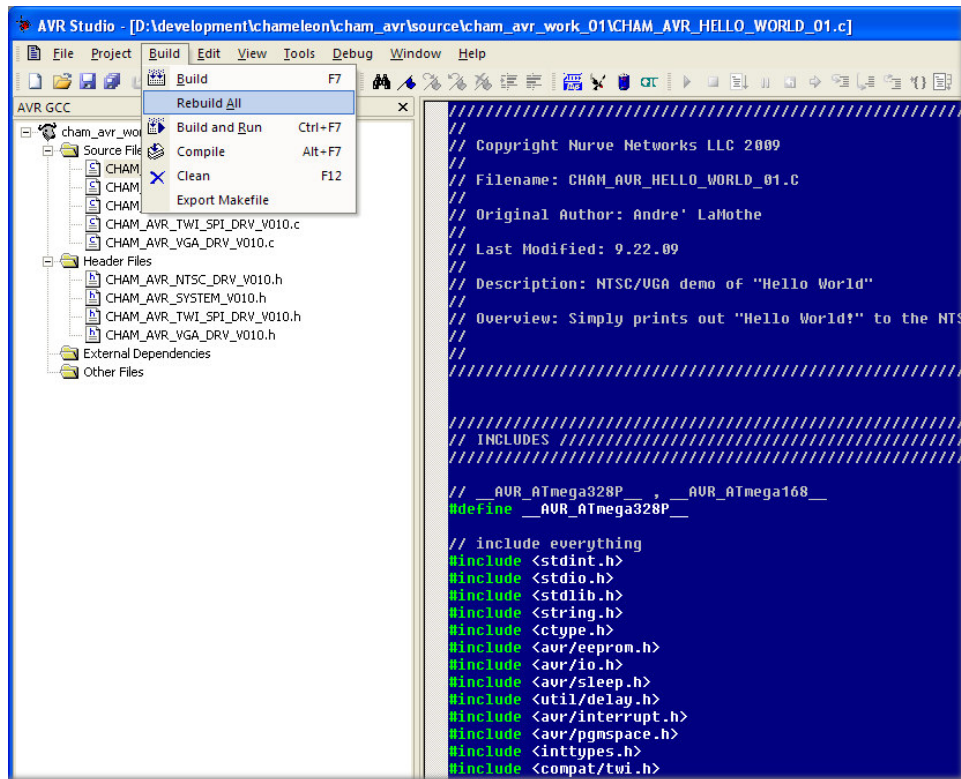 AVR Studio - [D:\development\chameleon\cham_avr\source\cham_avr_work_01\CHAM_AVR_HELLO_WORLD_01.c]
File Project Build Edit View Tools Debug Window Help
Build F7
Rebuild All
Build and Run Ctrl+F7
Compile Alt+F7
Clean F12
Export Makefile
AVR GCC
cham_avr_wo
Source File
CHAM_
CHAM_
CHAM_
CHAM_AVR_TWI_SPI_DRV_V010.c
CHAM_AVR_VGA_DRV_V010.c
Header Files
CHAM_AVR_NTSC_DRV_V010.h
CHAM_AVR_SYSTEM_V010.h
CHAM_AVR_TWI_SPI_DRV_V010.h
CHAM_AVR_VGA_DRV_V010.h
External Dependencies
Other Files
///////////////////////////////////////////////////////
//
// Copyright Nurve Networks LLC 2009
//
// Filename: CHAM_AVR_HELLO_WORLD_01.C
//
// Original Author: Andre' LaMothe
//
// Last Modified: 9.22.09
//
// Description: NTSC/VGA demo of "Hello World"
//
// Overview: Simply prints out "Hello World!" to the NTS
//
//
///////////////////////////////////////////////////////
///////////////////////////////////////////////////////
// INCLUDES ///////////////////////////////////////////
///////////////////////////////////////////////////////
// __AVR_ATmega328P__ , __AVR_ATmega168__
#define __AVR_ATmega328P__
// include everything
#include <stdint.h>
#include <stdio.h>
#include <stdlib.h>
#include <string.h>
#include <ctype.h>
#include <avr/eeprom.h>
#include <avr/io.h>
#include <avr/sleep.h>
#include <util/delay.h>
#include <avr/interrupt.h>
#include <avr/pgmspace.h>
#include <inttypes.h>
#include <compat/twi.h>